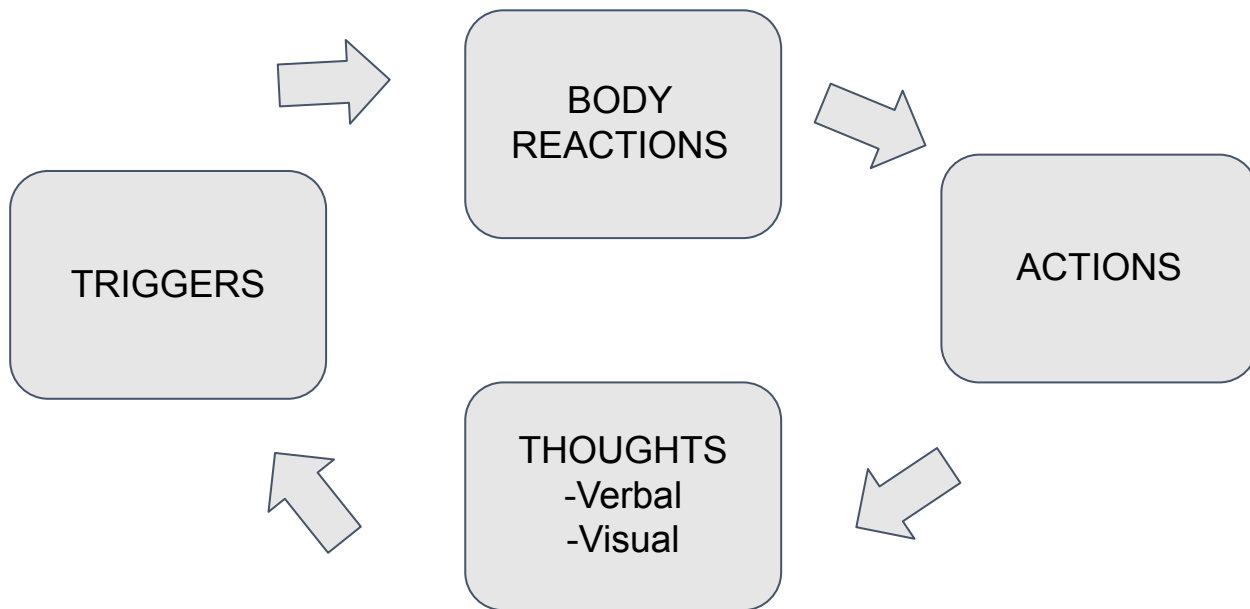 BODY
REACTIONS
TRIGGERS
ACTIONS
THOUGHTS
-Verbal
-Visual